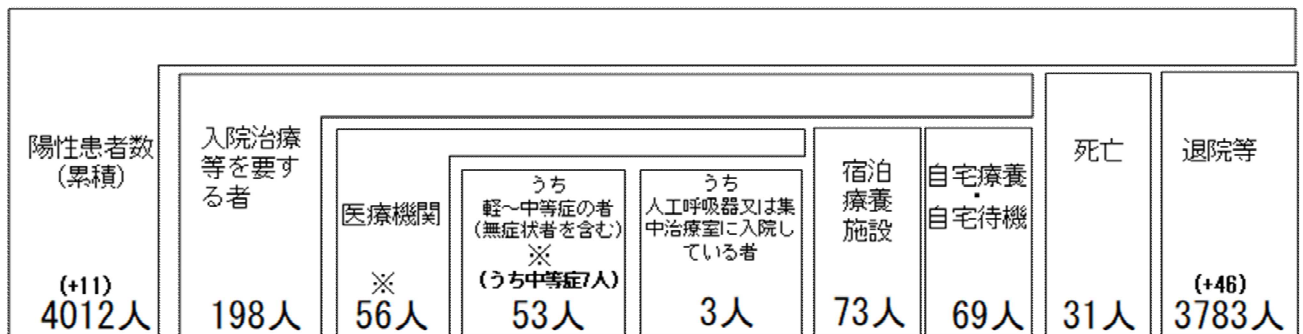 陽性患者数
(累積)
(+11)
4012人
入院治療
等を要す
る者
198人
医療機関
※
56人
うち
軽～中等症の者
(無症状者を含む)
※
(うち中等症7人)
53人
うち
人工呼吸器又は集
中治療室に入院し
ている者
3人
宿泊
療養
施設
73人
自宅療養
・
自宅待機
69人
死亡
31人
退院等
(+46)
3783人